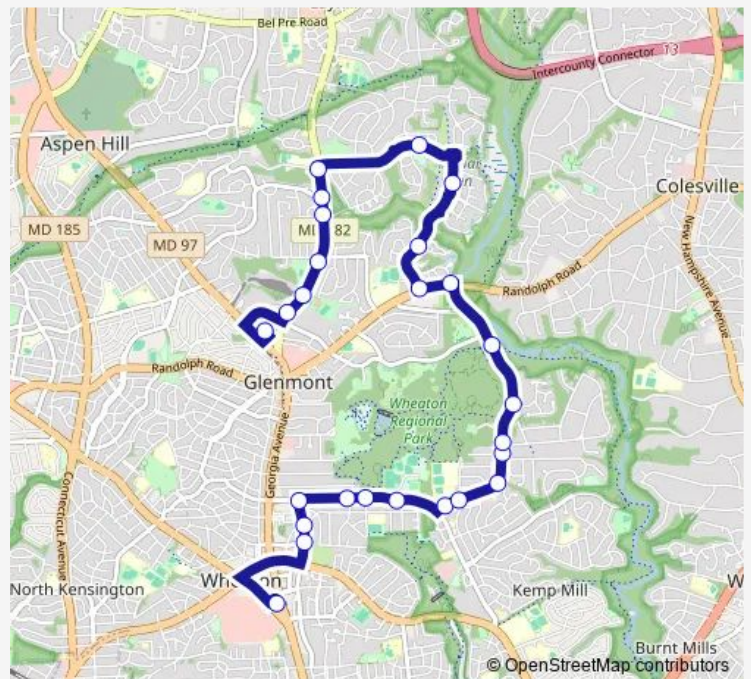 Bel Pre Road
Intercounty Connector
13
Aspen Hill
Colesville
MD 185
MD 97
82
New Hampshire Avenue
Randolph Road
Randolph Road
Glenmont
Wheaton
Regional
Park
Georgia Avenue
Connecticut Avenue
North Kensington
Kemp Mill
W
Burnt Mills
© OpenStreetMap contributors